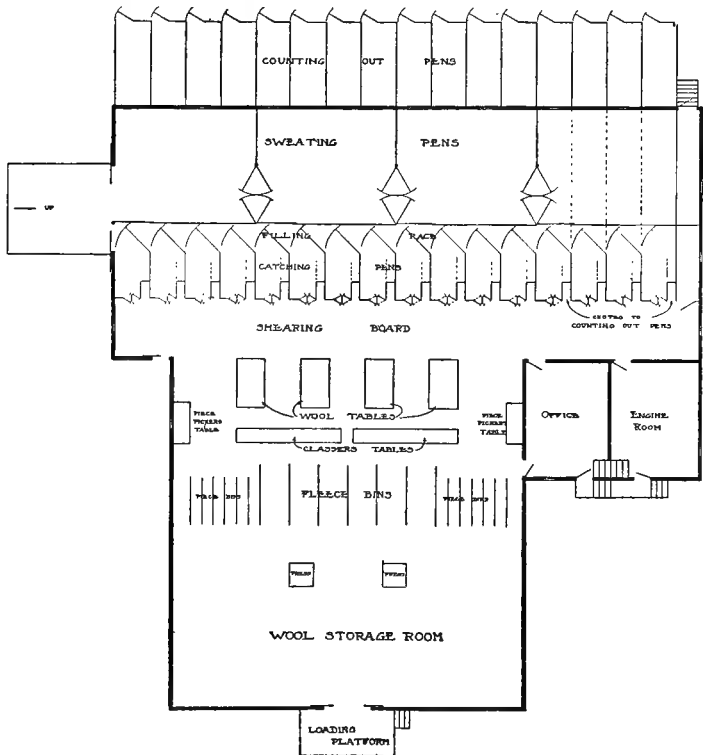 COUNTING OUT PENS
SWEATING PENS
UP
FILLING RACE
CATCHING PENS
SHEARING BOARD
COUNTING OUT PENS
WOOL TABLES
PIECE
PICKERS
TABLE
PIECE
PICKERS
TABLE
OFFICE
ENGINE
ROOM
CLASSERS TABLES
PIECE BINS
FLEECE BINS
PIECE BINS
PRESS
PRESS
WOOL STORAGE ROOM
LOADING
PLATFORM